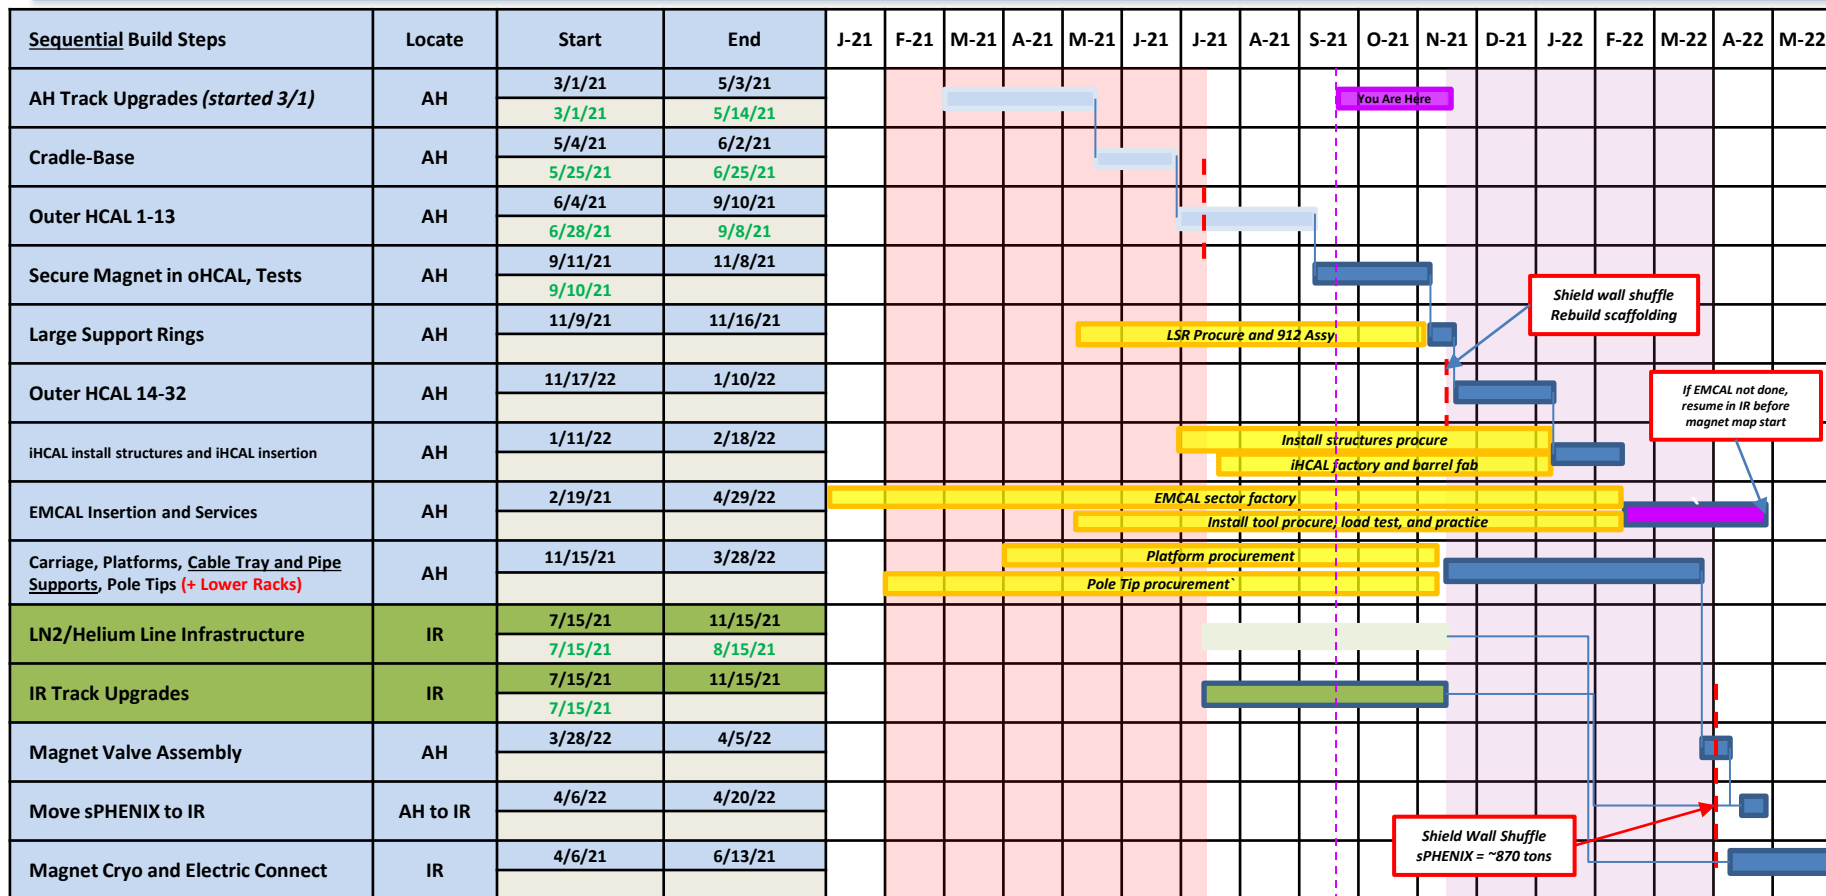 Sequential Build Steps Locate Start End J-21 F-21 M-21 A-21 M-21 J-21 J-21 A-21 S-21 O-21 N-21 D-21 J-22 F-22 M-22 A-22 M-22
AH Track Upgrades (started 3/1) AH 3/1/21 5/3/21
3/1/21 5/14/21
You Are Here
Cradle-Base AH 5/4/21 6/2/21
5/25/21 6/25/21
Outer HCAL 1-13 AH 6/4/21 9/10/21
6/28/21 9/8/21
Secure Magnet in oHCAL, Tests AH 9/11/21 11/8/21
9/10/21
Shield wall shuffle
Rebuild scaffolding
Large Support Rings AH 11/9/21 11/16/21
LSR Procure and 912 Assy
Outer HCAL 14-32 AH 11/17/22 1/10/22
If EMCAL not done,
resume in IR before
magnet map start
iHCAL install structures and iHCAL insertion AH 1/11/22 2/18/22
Install structures procure
iHCAL factory and barrel fab
EMCAL Insertion and Services AH 2/19/21 4/29/22
EMCAL sector factory
Install tool procure, load test, and practice
Carriage, Platforms, Cable Tray and Pipe
Supports, Pole Tips (+ Lower Racks)
AH 11/15/21 3/28/22
Platform procurement
Pole Tip procurement`
LN2/Helium Line Infrastructure IR 7/15/21 11/15/21
7/15/21 8/15/21
IR Track Upgrades IR 7/15/21 11/15/21
7/15/21
Magnet Valve Assembly AH 3/28/22 4/5/22
Move sPHENIX to IR AH to IR 4/6/22 4/20/22
Shield Wall Shuffle
sPHENIX = ~870 tons
Magnet Cryo and Electric Connect IR 4/6/21 6/13/21